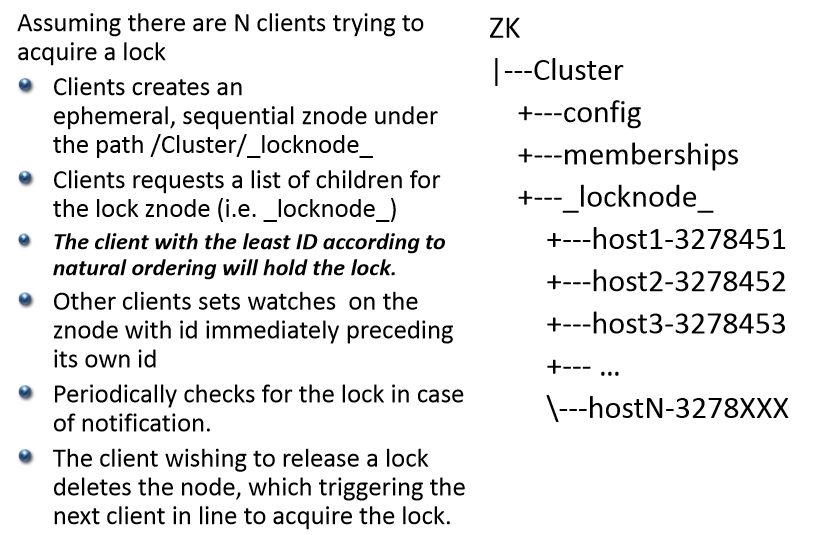 Assuming there are N clients trying to
acquire a lock
Clients creates an
ephemeral, sequential znode under
the path /Cluster/_locknode_
Clients requests a list of children for
the lock znode (i.e. _locknode_)
The client with the least ID according to
natural ordering will hold the lock.
Other clients sets watches on the
znode with id immediately preceding
its own id
Periodically checks for the lock in case
of notification.
The client wishing to release a lock
deletes the node, which triggering the
next client in line to acquire the lock.
ZK
|---Cluster
+---config
+---memberships
+---_locknode_
+---host1-3278451
+---host2-3278452
+---host3-3278453
+--- ...
\---hostN-3278XXX